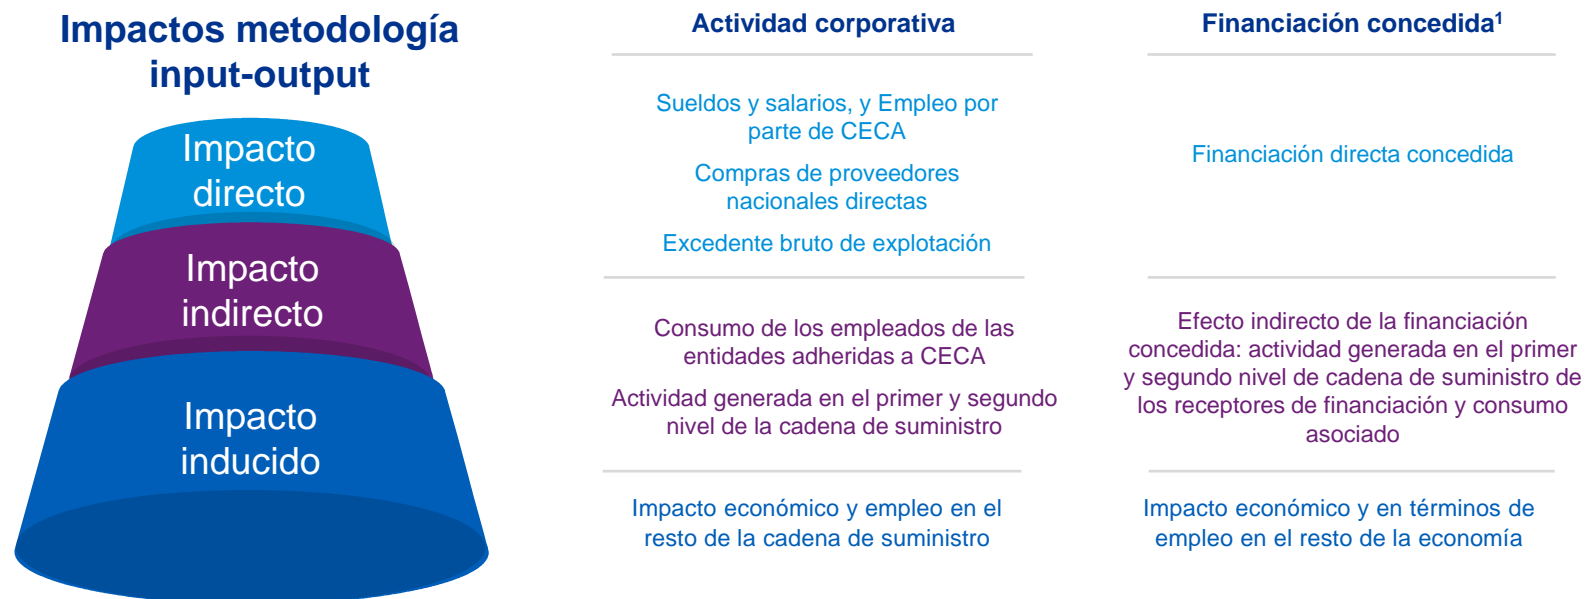 Impactos metodología
input-output
Impacto
directo
Impacto
indirecto
Impacto
inducido
Actividad corporativa
Sueldos y salarios, y Empleo por
parte de CECA
Compras de proveedores
nacionales directas
Excedente bruto de explotación
Consumo de los empleados de las
entidades adheridas a CECA
Actividad generada en el primer y segundo
nivel de la cadena de suministro
Impacto económico y empleo en el
resto de la cadena de suministro
Financiación concedida¹
Financiación directa concedida
Efecto indirecto de la financiación
concedida: actividad generada en el primer
y segundo nivel de cadena de suministro de
los receptores de financiación y consumo
asociado
Impacto económico y en términos de
empleo en el resto de la economía